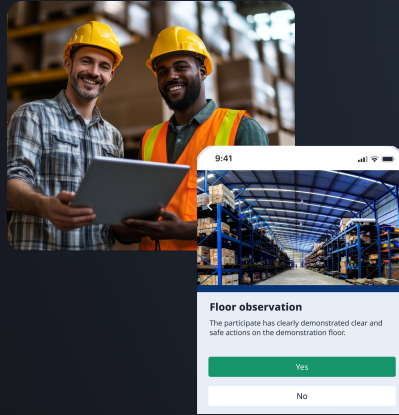 9:41
Floor observation
The participate has clearly demonstrated clear and
safe actions on the demonstration floor.
Yes
No